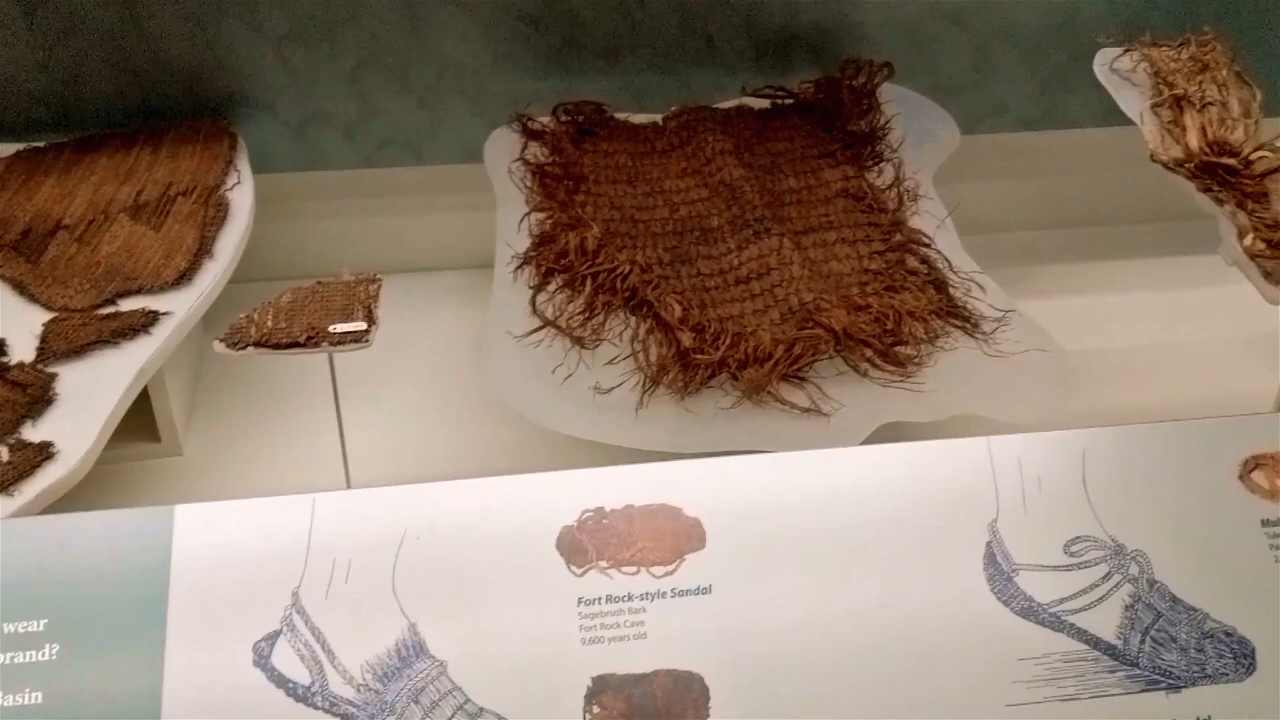 wear
brand?
Basin
Fort Rock-style Sandal
Sagebrush Bark
Fort Rock Cave
9,600 years old